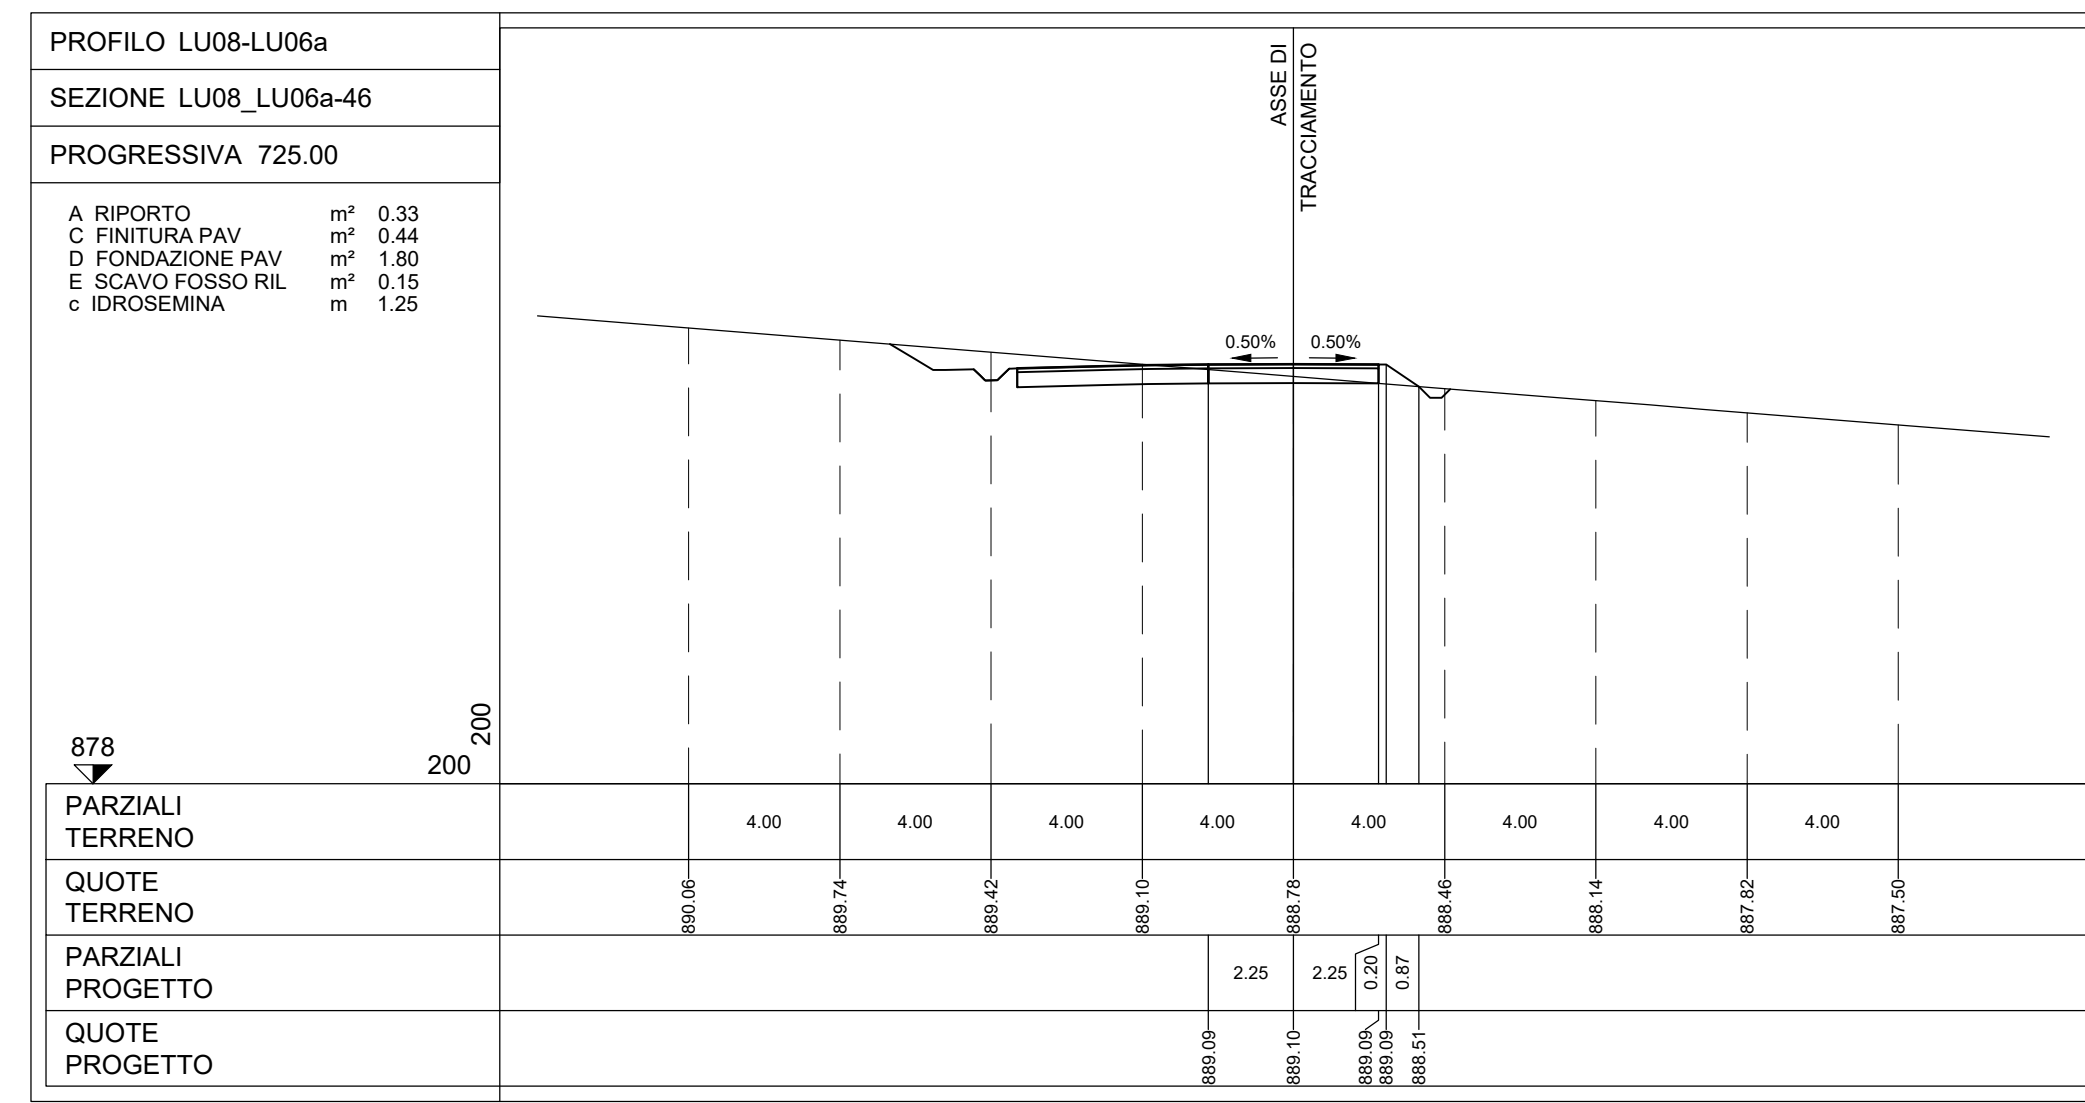 PROFILO LU08-LU06a
SEZIONE LU08_LU06a-46
PROGRESSIVA 725.00
A RIPORTO m² 0.33
C FINITURA PAV m² 0.44
D FONDAZIONE PAV m² 1.80
E SCAVO FOSSO RIL m² 0.15
c IDROSEMINA m 1.25
ASSE DI
TRACCIAMENTO
0.50% 0.50%
878
200
200
PARZIALI
TERRENO
4.00 4.00 4.00 4.00 4.00 4.00 4.00 4.00
QUOTE
TERRENO
890.06 889.74 889.42 889.10 888.78 888.46 888.14 887.82 887.50
PARZIALI
PROGETTO
2.25 2.25 0.20 0.87
QUOTE
PROGETTO
889.09 889.10 889.09 889.09 888.51